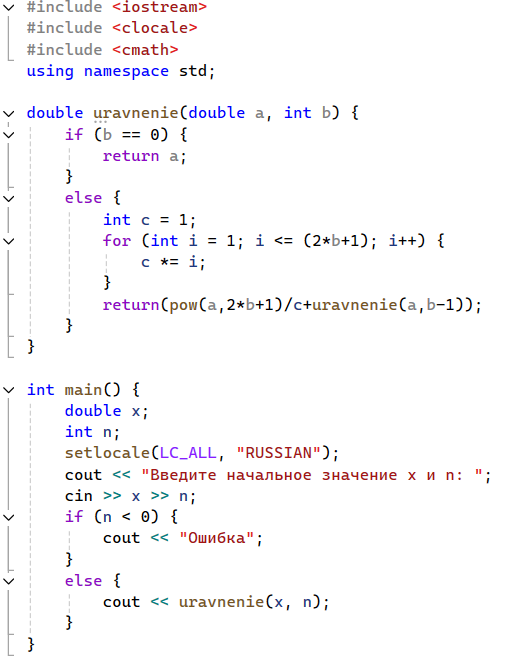 #include <iostream>
#include <clocale>
#include <cmath>
using namespace std;

double uravnenie(double a, int b) {
    if (b == 0) {
        return a;
    }
    else {
        int c = 1;
        for (int i = 1; i <= (2*b+1); i++) {
            c *= i;
        }
        return(pow(a,2*b+1)/c+uravnenie(a,b-1));
    }
}

int main() {
    double x;
    int n;
    setlocale(LC_ALL, "RUSSIAN");
    cout << "Введите начальное значение x и n: ";
    cin >> x >> n;
    if (n < 0) {
        cout << "Ошибка";
    }
    else {
        cout << uravnenie(x, n);
    }
}